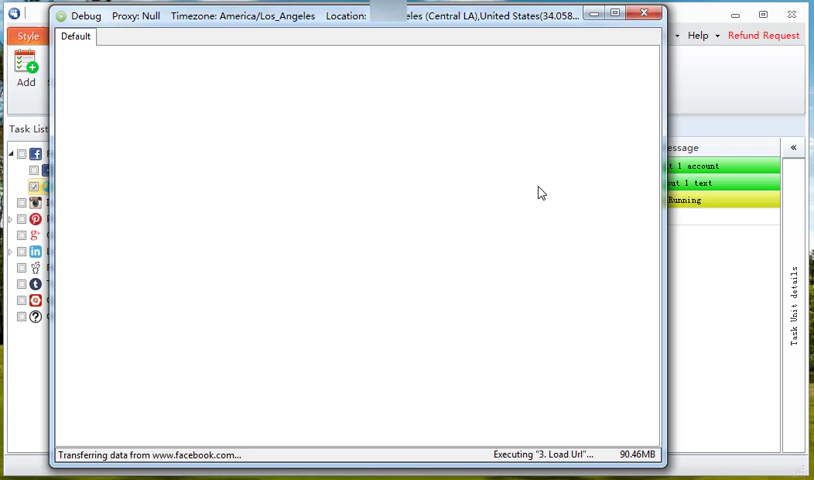 Debug Proxy: Null Timezone: America/Los_Angeles Location: eles (Central LA),United States(34.058...
Default
Style
Help Refund Request
Add
Task List
essage
t 1 account
out 1 text
Running
Task Unit details
Transferring data from www.facebook.com... Executing "3. Load Url"... 90.46MB